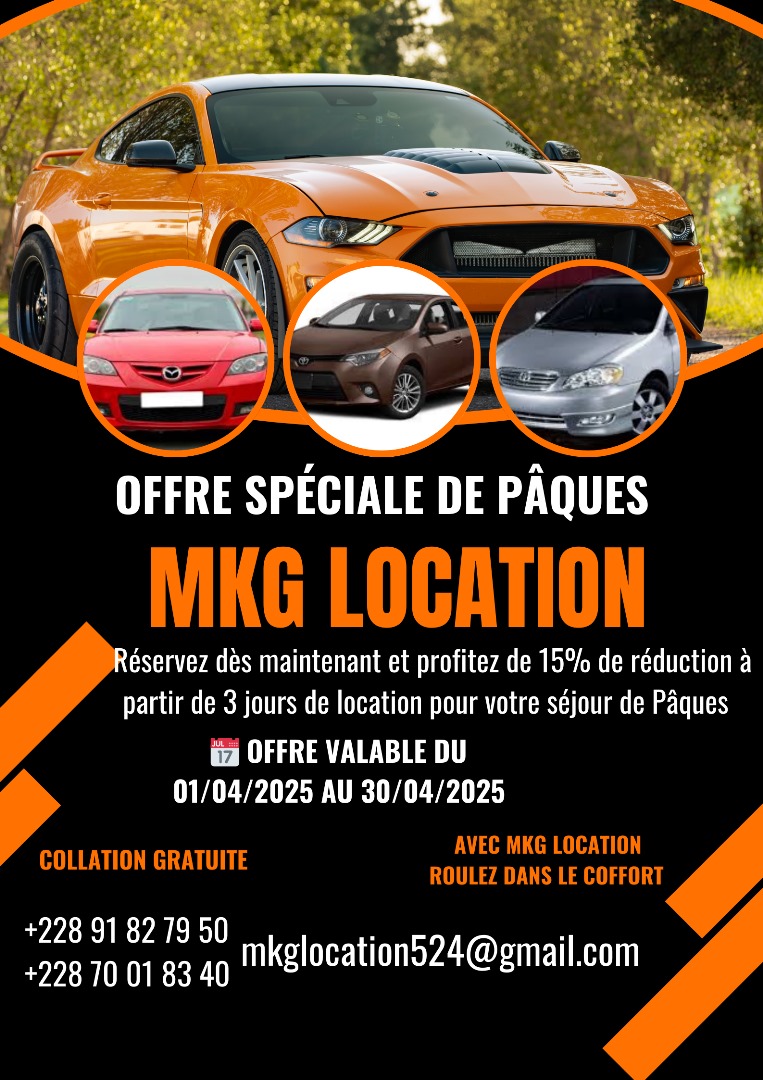 OFFRE SPÉCIALE DE PÂQUES
MKG LOCATION
Réservez dès maintenant et profitez de 15% de réduction à
partir de 3 jours de location pour votre séjour de Pâques
JUL
17
OFFRE VALABLE DU
01/04/2025 AU 30/04/2025
COLLATION GRATUITE
AVEC MKG LOCATION
ROULEZ DANS LE COFFORT
+228 91 82 79 50
+228 70 01 83 40
mkglocation524@gmail.com